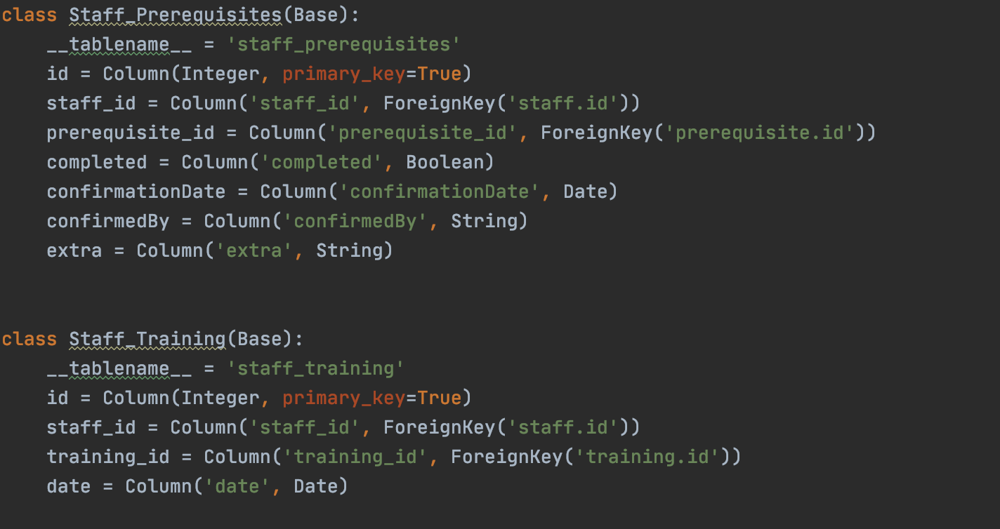 class Staff_Prerequisites(Base):
    __tablename__ = 'staff_prerequisites'
    id = Column(Integer, primary_key=True)
    staff_id = Column('staff_id', ForeignKey('staff.id'))
    prerequisite_id = Column('prerequisite_id', ForeignKey('prerequisite.id'))
    completed = Column('completed', Boolean)
    confirmationDate = Column('confirmationDate', Date)
    confirmedBy = Column('confirmedBy', String)
    extra = Column('extra', String)
class Staff_Training(Base):
    __tablename__ = 'staff_training'
    id = Column(Integer, primary_key=True)
    staff_id = Column('staff_id', ForeignKey('staff.id'))
    training_id = Column('training_id', ForeignKey('training.id'))
    date = Column('date', Date)